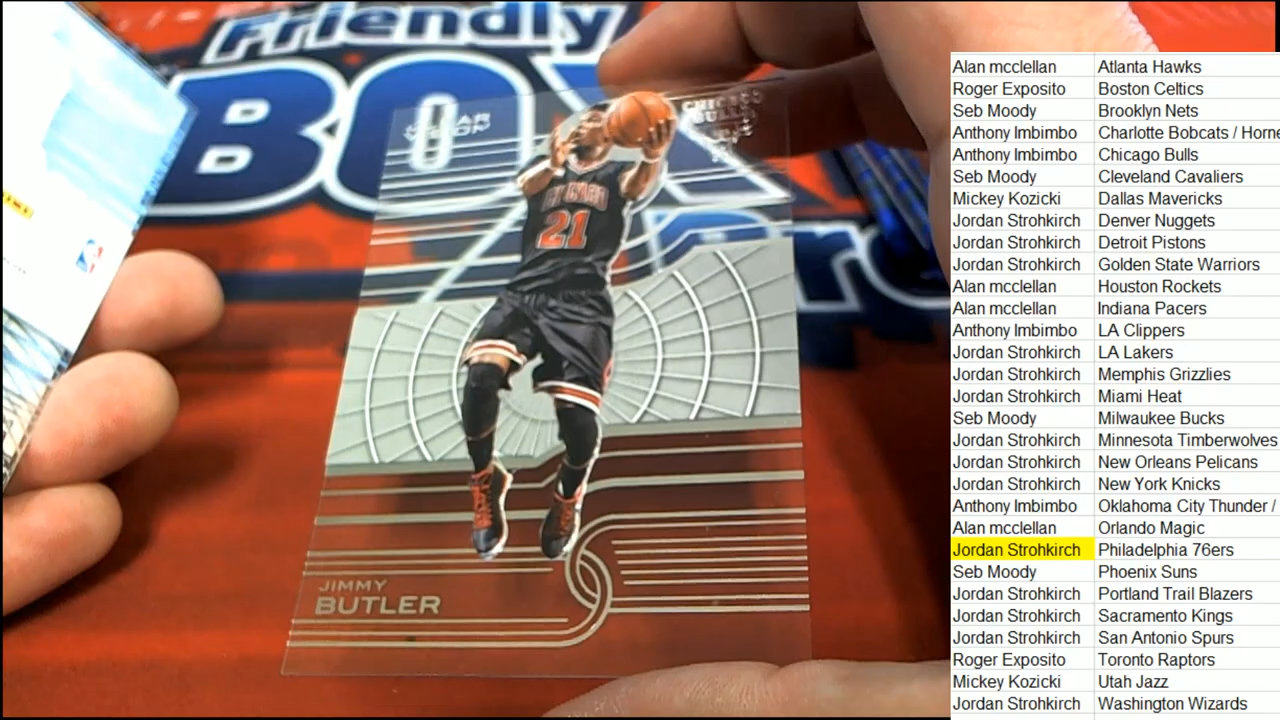 Friendly
BOX
Bro
CLEAR
VISION
CHICAGO
BULLS
CHICAGO
21
JIMMY
BUTLER
Alan mcclellan Atlanta Hawks
Roger Exposito Boston Celtics
Seb Moody Brooklyn Nets
Anthony Imbimbo Charlotte Bobcats / Horne
Anthony Imbimbo Chicago Bulls
Seb Moody Cleveland Cavaliers
Mickey Kozicki Dallas Mavericks
Jordan Strohkirch Denver Nuggets
Jordan Strohkirch Detroit Pistons
Jordan Strohkirch Golden State Warriors
Alan mcclellan Houston Rockets
Alan mcclellan Indiana Pacers
Anthony Imbimbo LA Clippers
Jordan Strohkirch LA Lakers
Jordan Strohkirch Memphis Grizzlies
Jordan Strohkirch Miami Heat
Seb Moody Milwaukee Bucks
Jordan Strohkirch Minnesota Timberwolves
Jordan Strohkirch New Orleans Pelicans
Jordan Strohkirch New York Knicks
Anthony Imbimbo Oklahoma City Thunder /
Alan mcclellan Orlando Magic
Jordan Strohkirch Philadelphia 76ers
Seb Moody Phoenix Suns
Jordan Strohkirch Portland Trail Blazers
Jordan Strohkirch Sacramento Kings
Jordan Strohkirch San Antonio Spurs
Roger Exposito Toronto Raptors
Mickey Kozicki Utah Jazz
Jordan Strohkirch Washington Wizards